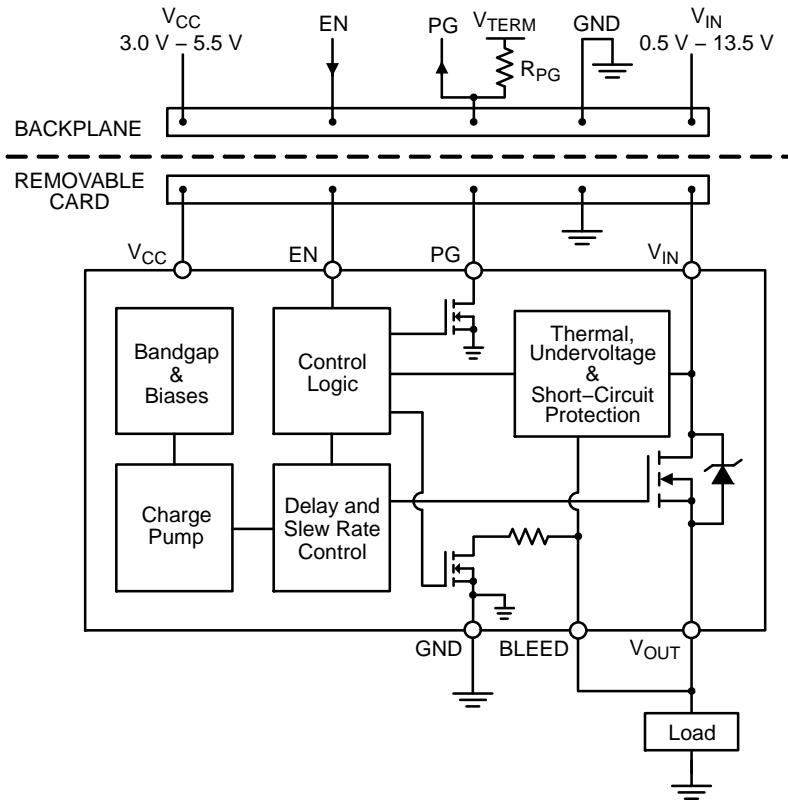 VCC
3.0 V – 5.5 V
EN
PG
VTERM
RPG
GND
VIN
0.5 V – 13.5 V
BACKPLANE
REMOVABLE
CARD
VCC
EN
PG
VIN
Bandgap
&
Biases
Control
Logic
Thermal,
Undervoltage
&
Short–Circuit
Protection
Charge
Pump
Delay and
Slew Rate
Control
GND
BLEED
VOUT
Load